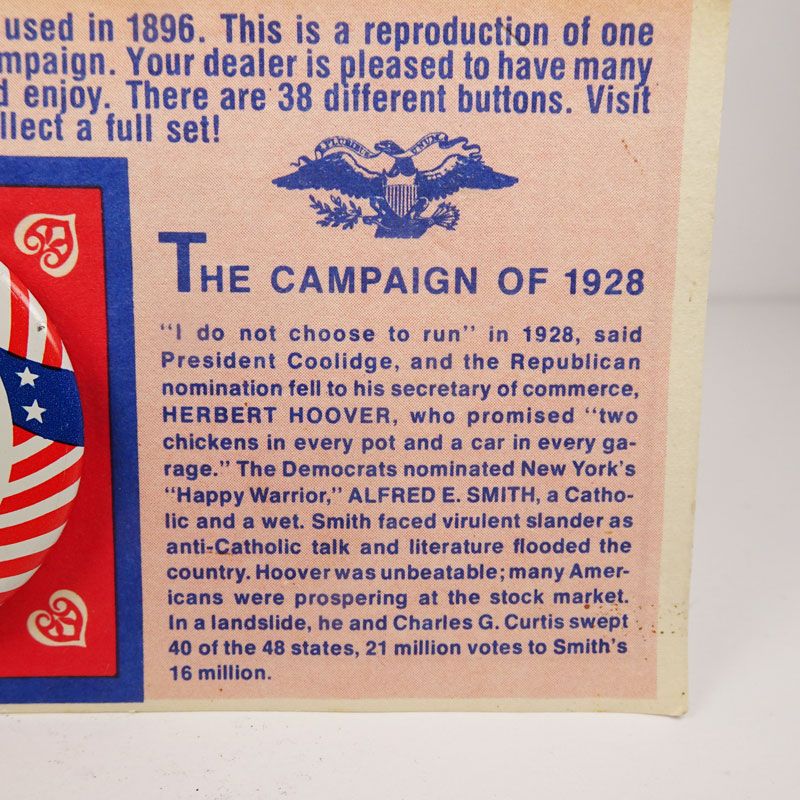 used in 1896. This is a reproduction of one
mpaign. Your dealer is pleased to have many
d enjoy. There are 38 different buttons. Visit
llect a full set!
E PLURIBUS UNUM
THE CAMPAIGN OF 1928
"I do not choose to run" in 1928, said
President Coolidge, and the Republican
nomination fell to his secretary of commerce,
HERBERT HOOVER, who promised "two
chickens in every pot and a car in every ga-
rage." The Democrats nominated New York's
"Happy Warrior," ALFRED E. SMITH, a Catho-
lic and a wet. Smith faced virulent slander as
anti-Catholic talk and literature flooded the
country. Hoover was unbeatable; many Amer-
icans were prospering at the stock market.
In a landslide, he and Charles G. Curtis swept
40 of the 48 states, 21 million votes to Smith's
16 million.